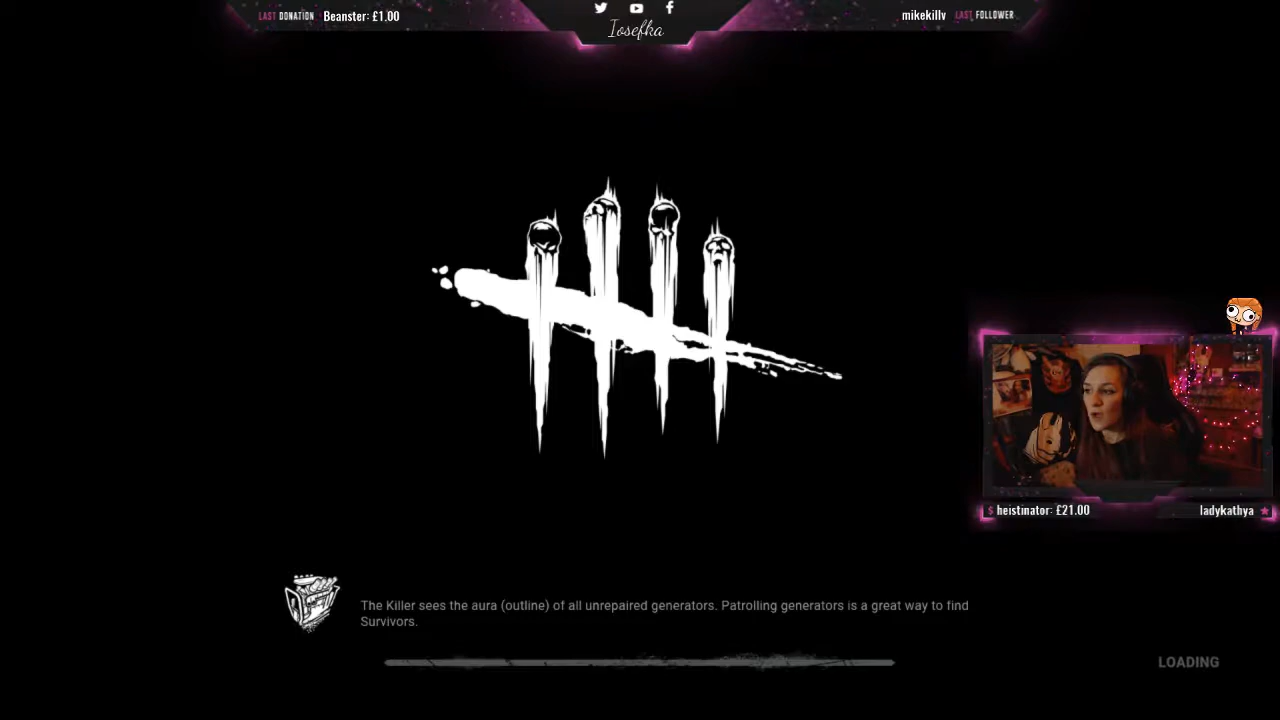 LAST DONATION Beanster: £1.00
Iosefka
mikekillv LAST FOLLOWER
heistinator: £21.00
ladykathya
The Killer sees the aura (outline) of all unrepaired generators. Patrolling generators is a great way to find
Survivors.
LOADING